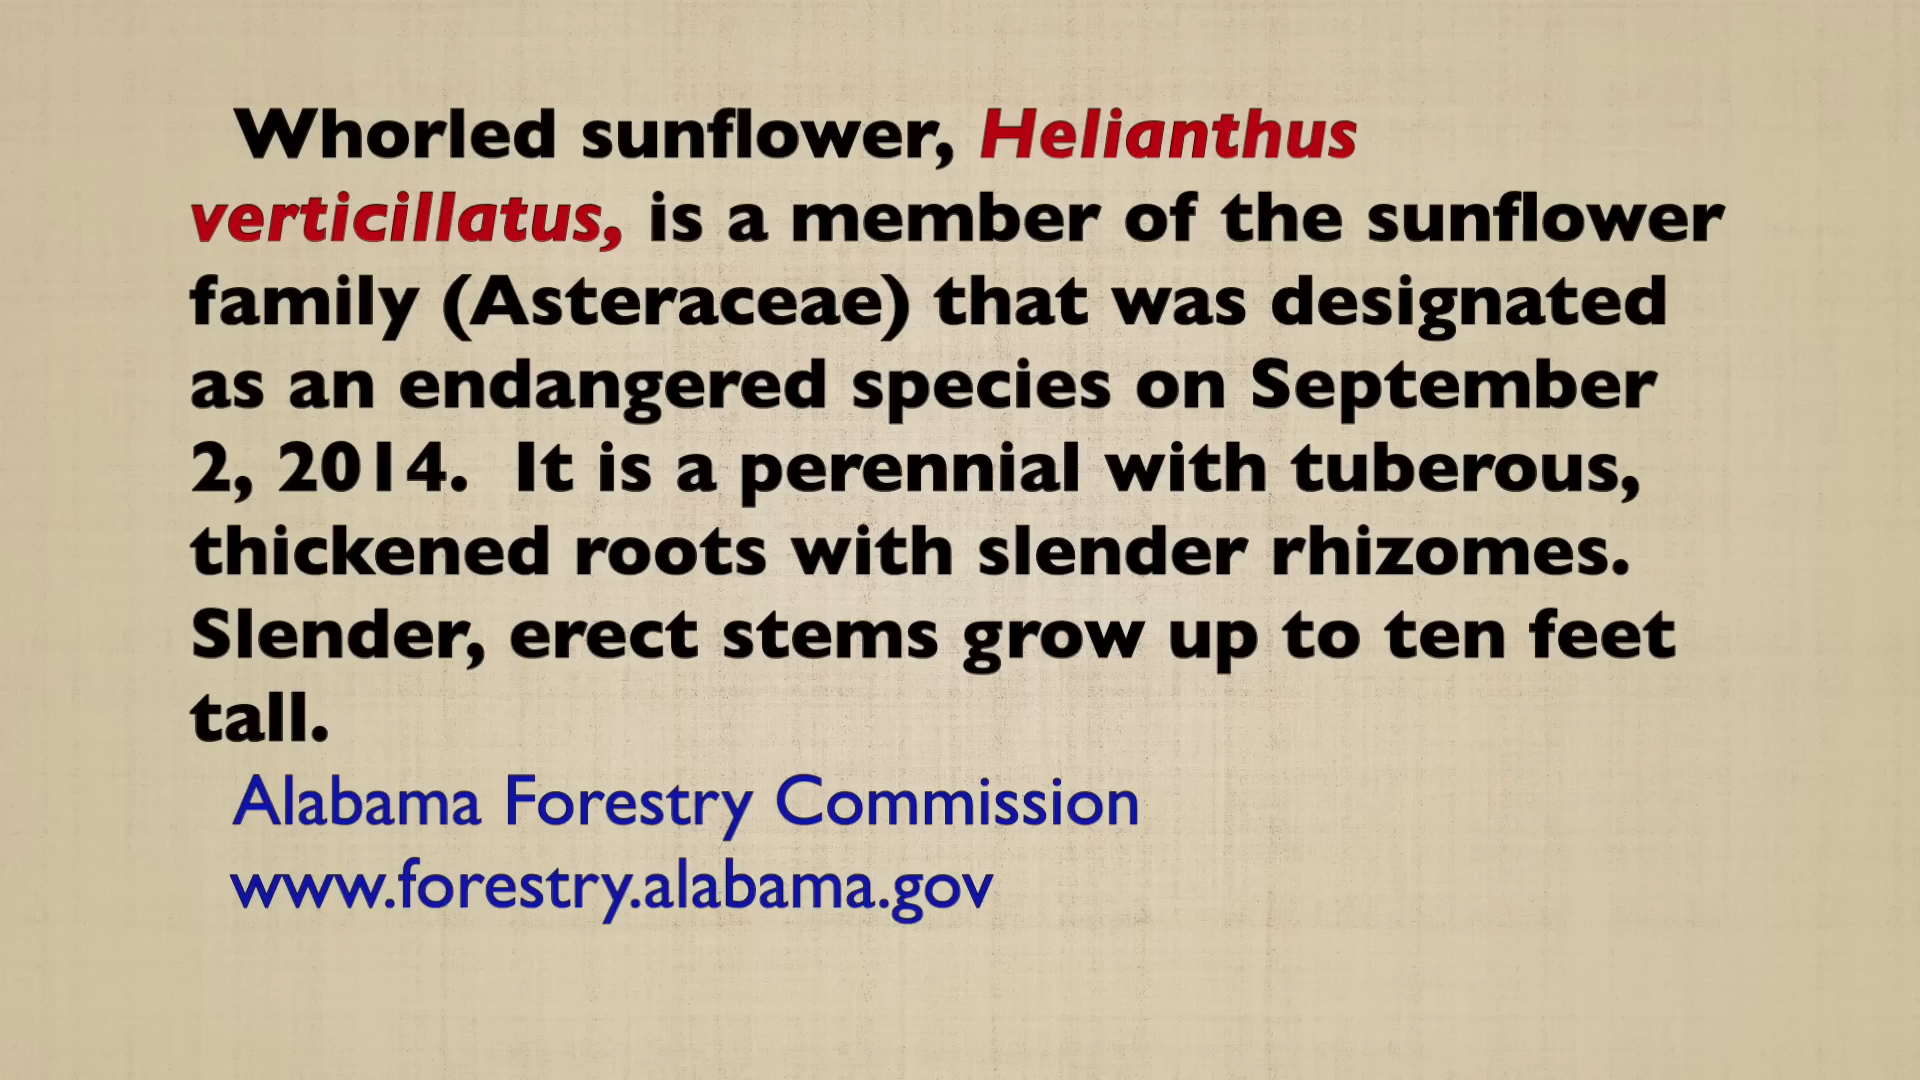 Whorled sunflower, Helianthus
verticillatus, is a member of the sunflower
family (Asteraceae) that was designated
as an endangered species on September
2, 2014.  It is a perennial with tuberous,
thickened roots with slender rhizomes.
Slender, erect stems grow up to ten feet
tall.
Alabama Forestry Commission
www.forestry.alabama.gov